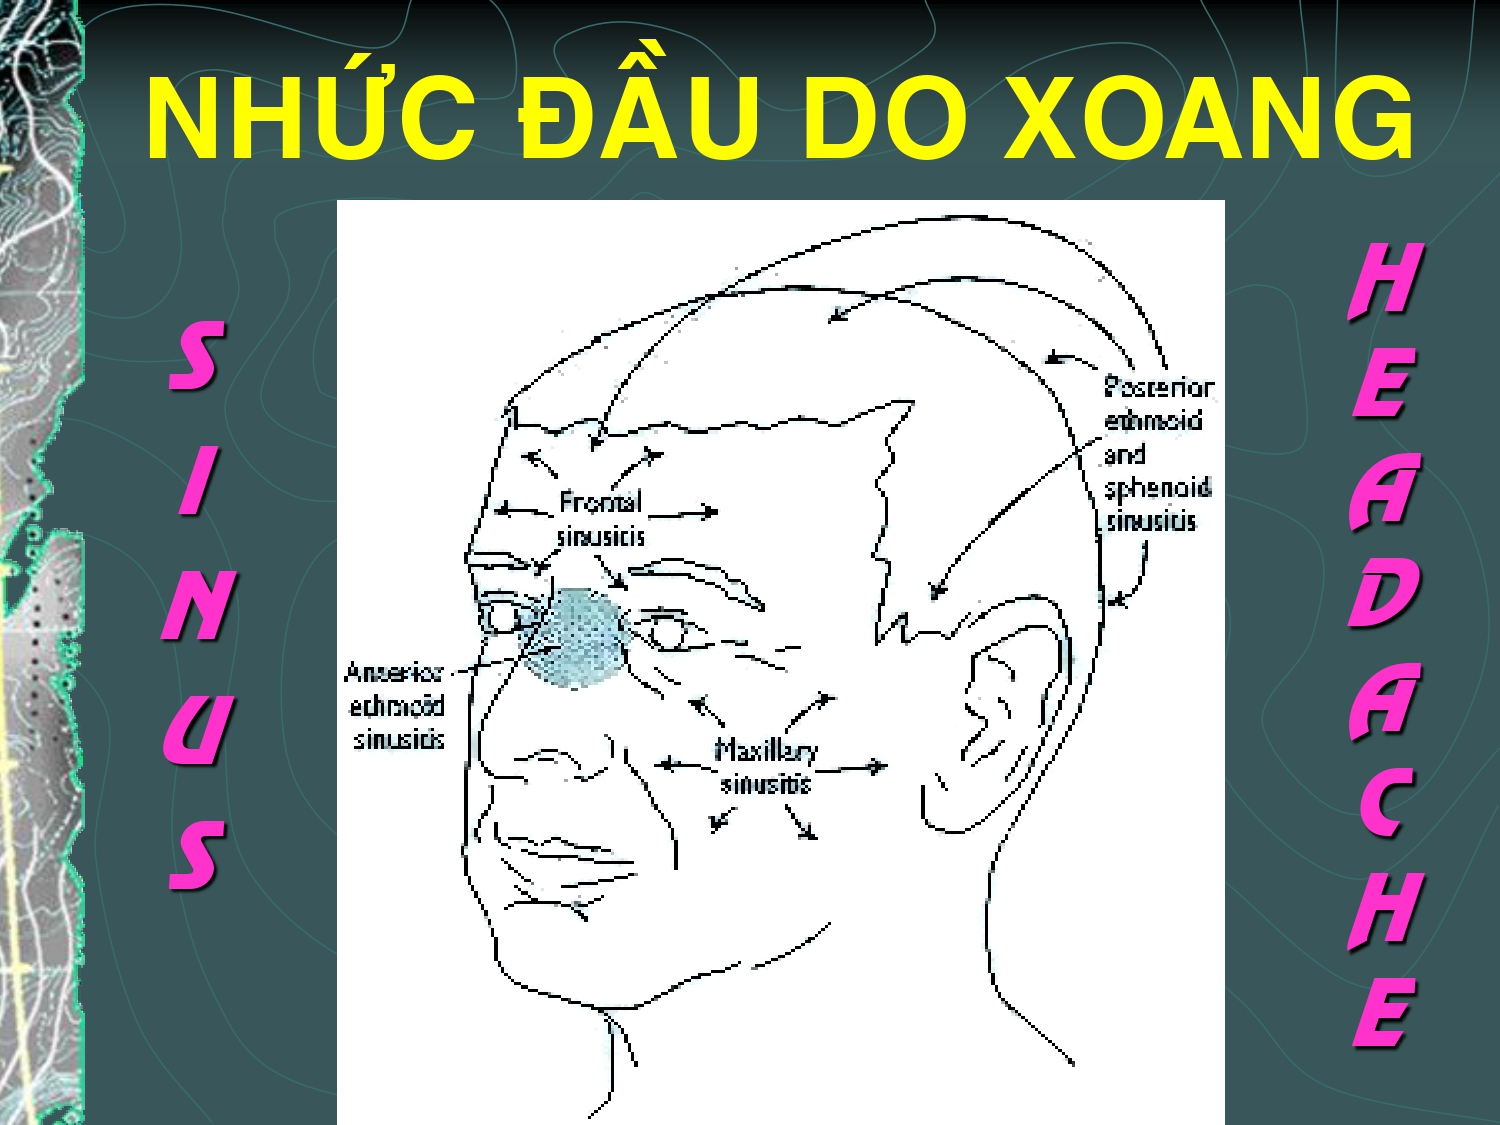 NHỨC ĐẦU DO XOANG
SINUS
HEADACHE
Posterior
ethmoid
and
sphenoid
sinusitis
Frontal
sinusitis
Anterior
ethmoid
sinusitis
Maxillary
sinusitis